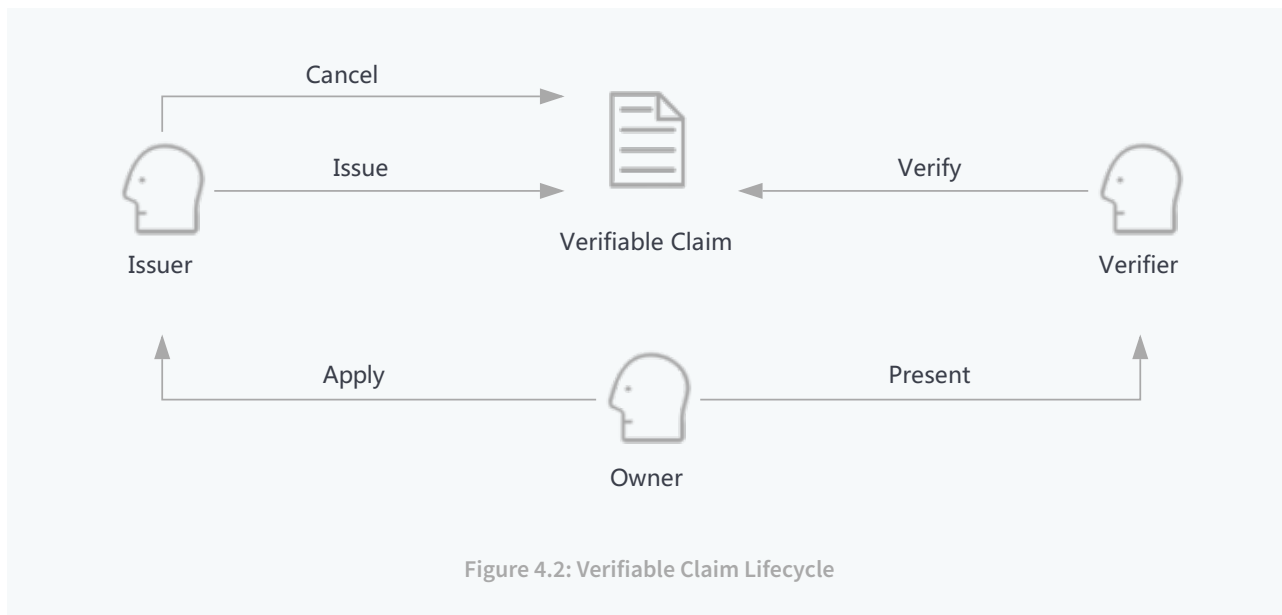 Cancel
Issue
Verify
Verifiable Claim
Issuer
Verifier
Apply
Present
Owner
Figure 4.2: Verifiable Claim Lifecycle